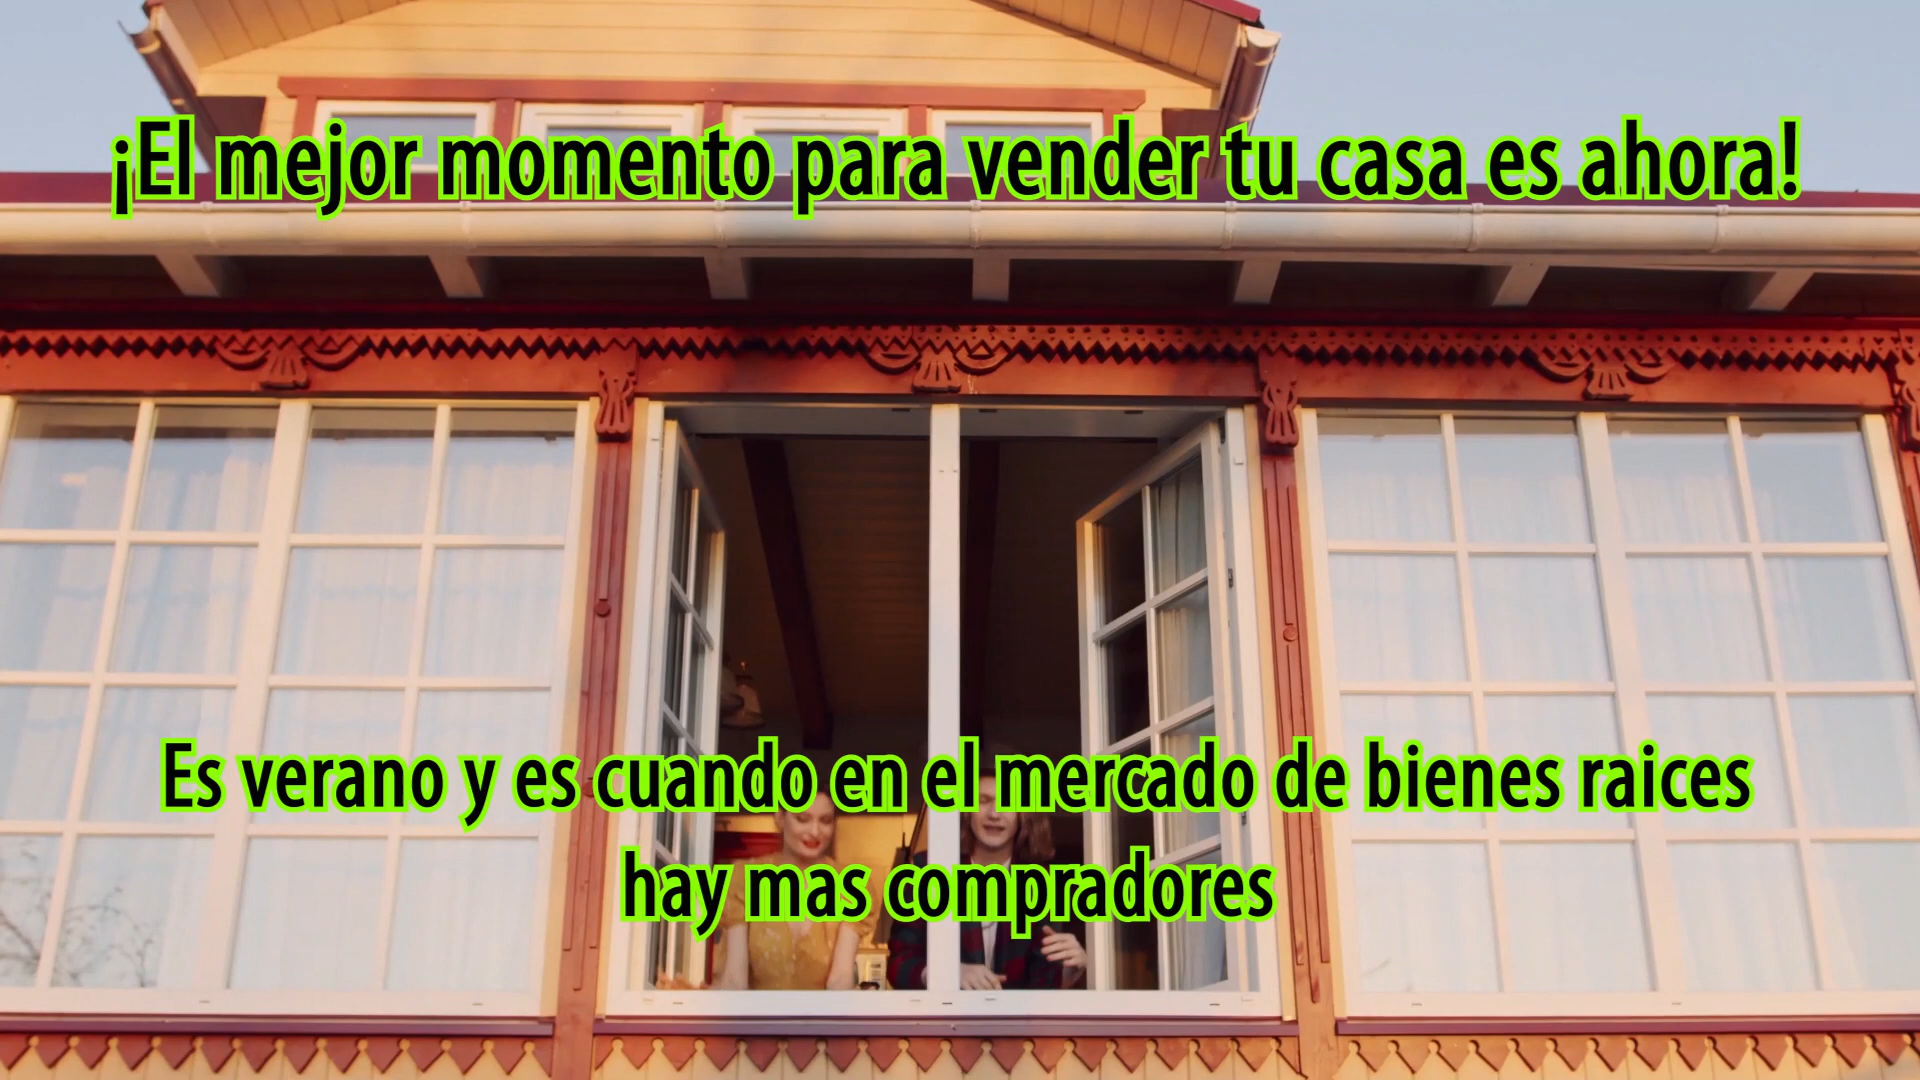 ¡El mejor momento para vender tu casa es ahora!
Es verano y es cuando en el mercado de bienes raices
hay mas compradores